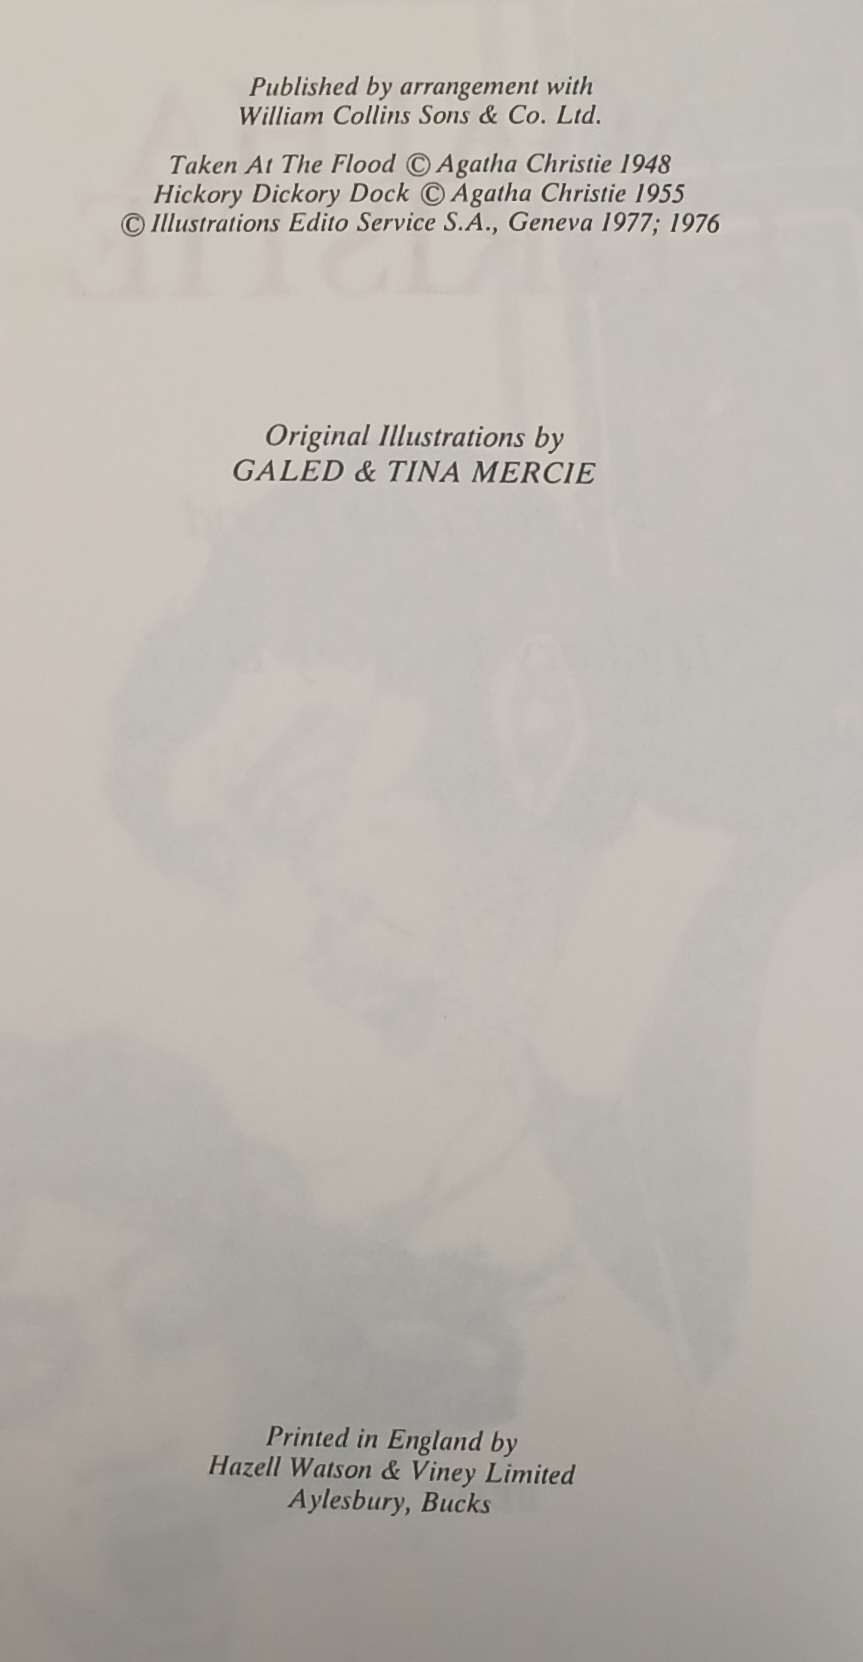 Published by arrangement with
William Collins Sons & Co. Ltd.
Taken At The Flood © Agatha Christie 1948
Hickory Dickory Dock © Agatha Christie 1955
© Illustrations Edito Service S.A., Geneva 1977; 1976
Original Illustrations by
GALED & TINA MERCIE
Printed in England by
Hazell Watson & Viney Limited
Aylesbury, Bucks